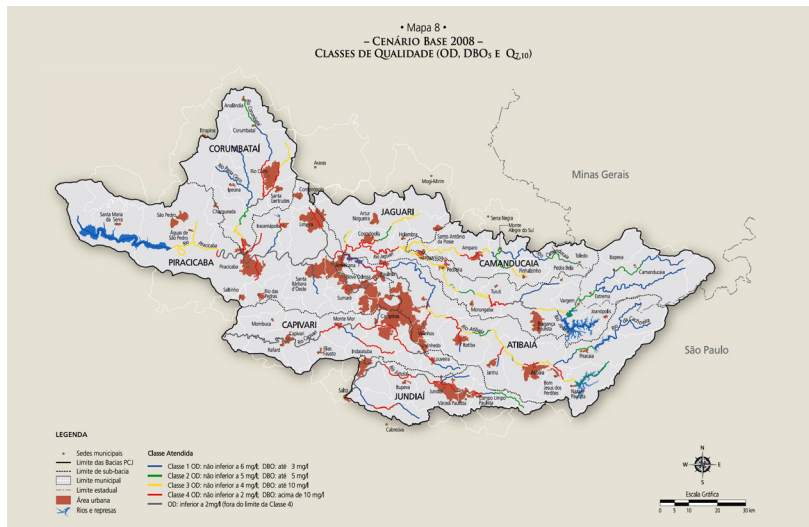 • Mapa 8 •
– CENÁRIO BASE 2008 –
CLASSES DE QUALIDADE (OD, DBO5 E Q7,10)
Minas Gerais
São Paulo
CORUMBATAÍ
JAGUARI
CAMANDUCAIA
PIRACICABA
CAPIVARI
ATIBAIA
JUNDIAÍ
Analândia
Itirapina
Corumbataí
Araras
Rio Claro
Ipeúna
Santa Gertrudes
Cordeirópolis
Mogi-Mirim
Charqueada
Iracemápolis
Limeira
Artur Nogueira
Cosmópolis
Holambra
Santo Antônio da Posse
Serra Negra
Monte Alegre do Sul
Amparo
Pinhalzinho
Pedra Bela
Toledo
Itapeva
Camanducaia
Extrema
Vargem
Joanópolis
Santa Maria da Serra
São Pedro
Águas de São Pedro
Piracicaba
Saltinho
Rio das Pedras
Santa Bárbara d'Oeste
Americana
Nova Odessa
Sumaré
Paulínia
Pedreira
Tuiuti
Morungaba
Bragança Paulista
Piracaia
Mombuca
Capivari
Rafard
Monte Mor
Elias Fausto
Indaiatuba
Campinas
Valinhos
Vinhedo
Louveira
Itatiba
Jarinu
Atibaia
Bom Jesus dos Perdões
Nazaré Paulista
Salto
Itupeva
Jundiaí
Várzea Paulista
Campo Limpo Paulista
Cabreúva
Rio Atibaia
Rio Capivari
LEGENDA
Sedes municipais
Limite das Bacias PCJ
Limite de sub-bacia
Limite municipal
Limite estadual
Área urbana
Rios e represas
Classe Atendida
Classe 1 OD: não inferior a 6 mg/l; DBO: até 3 mg/l
Classe 2 OD: não inferior a 5 mg/l; DBO: até 5 mg/l
Classe 3 OD: não inferior a 4 mg/l; DBO: até 10 mg/l
Classe 4 OD: não inferior a 2 mg/l; DBO: acima de 10 mg/l
OD: inferior a 2mg/l (fora do limite da Classe 4)
N
W
E
S
Escala Gráfica
0
10
20
30 km